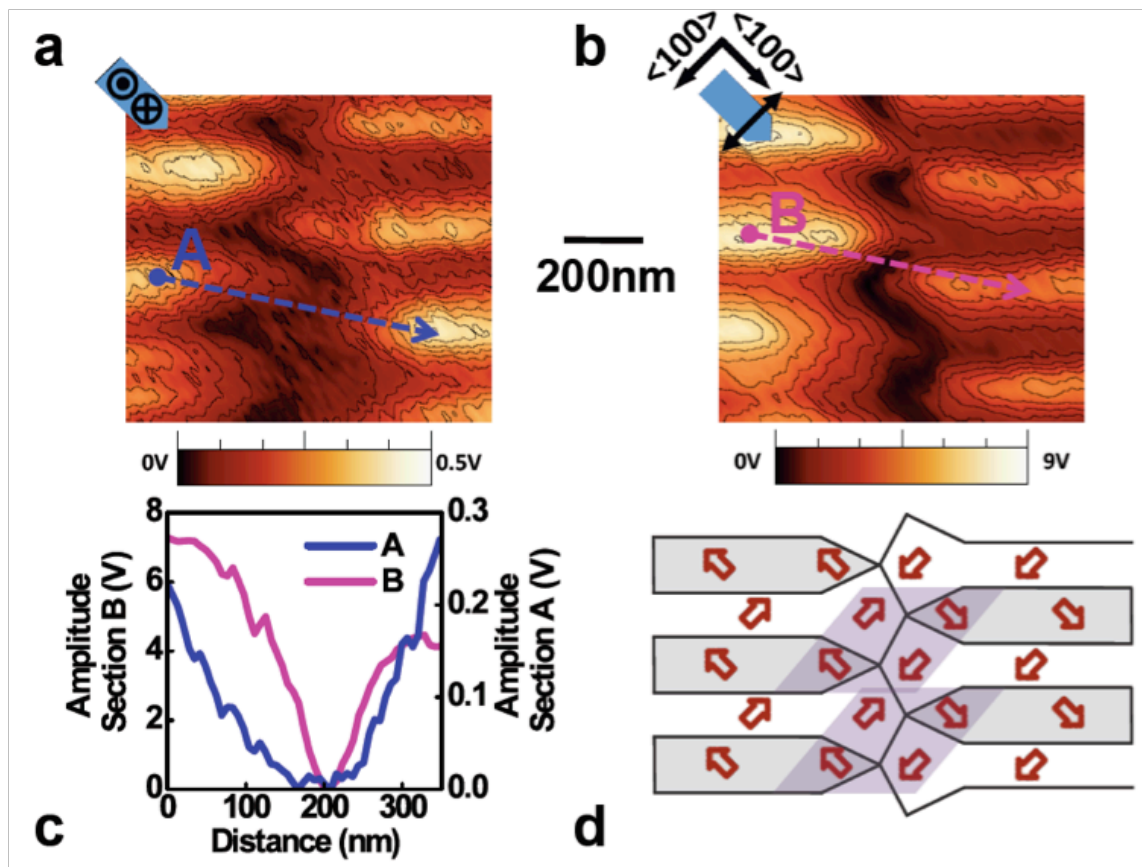 a
b
<100>
<100>
A
B
200nm
0V
0.5V
0V
9V
8
6
4
2
0
0.3
0.2
0.1
0.0
A
B
Amplitude
Section B (V)
Amplitude
Section A (V)
0
100
200
300
Distance (nm)
c
d